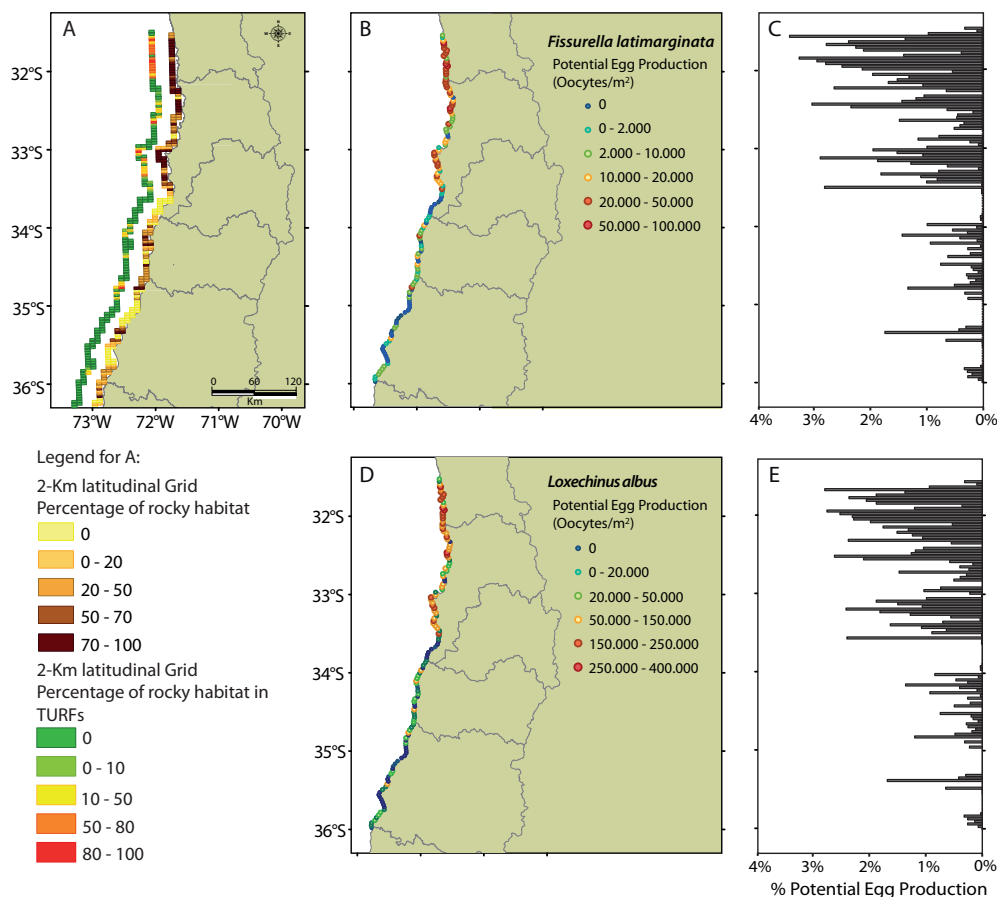 A
N
W
E
S
32°S
33°S
34°S
35°S
36°S
73°W
72°W
71°W
70°W
0 60 120
Km
B
Fissurella latimarginata
Potential Egg Production
(Oocytes/m²)
0
0 - 2.000
2.000 - 10.000
10.000 - 20.000
20.000 - 50.000
50.000 - 100.000
32°S
33°S
34°S
35°S
36°S
C
4% 3% 2% 1% 0%
Legend for A:
2-Km latitudinal Grid
Percentage of rocky habitat
0
0 - 20
20 - 50
50 - 70
70 - 100
2-Km latitudinal Grid
Percentage of rocky habitat in
TURFs
0
0 - 10
10 - 50
50 - 80
80 - 100
D
Loxechinus albus
Potential Egg Production
(Oocytes/m²)
0
0 - 20.000
20.000 - 50.000
50.000 - 150.000
150.000 - 250.000
250.000 - 400.000
32°S
33°S
34°S
35°S
36°S
E
4% 3% 2% 1% 0%
% Potential Egg Production